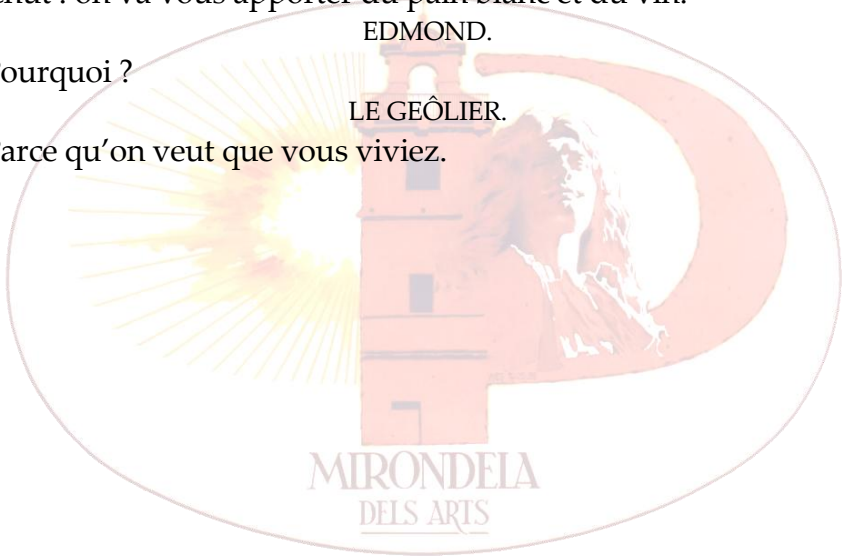 on va vous apporter du pain blanc et du vin.
EDMOND.
ourquoi ?
LE GEÔLIER.
arce qu’on veut que vous viviez.
MIRONDELA
DELS ARTS